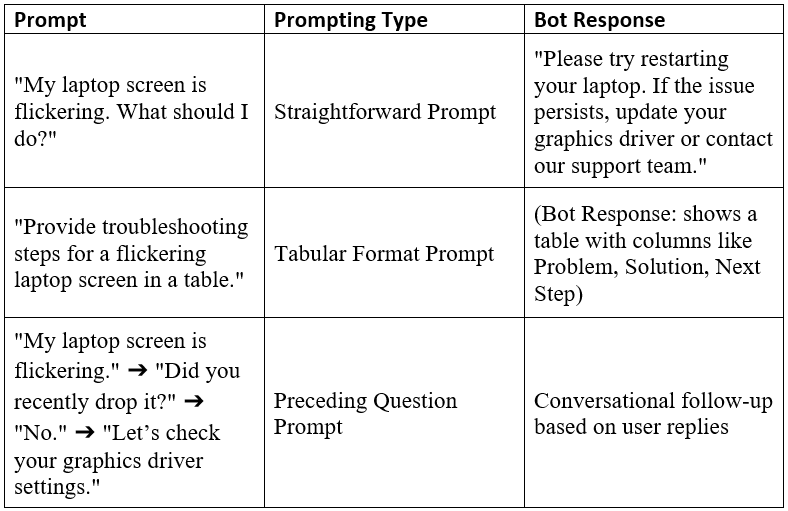 Prompt	Prompting Type	Bot Response
"My laptop screen is
flickering. What should I
do?"
Straightforward Prompt
"Please try restarting
your laptop. If the issue
persists, update your
graphics driver or contact
our support team."
"Provide troubleshooting
steps for a flickering
laptop screen in a table."
Tabular Format Prompt
(Bot Response: shows a
table with columns like
Problem, Solution, Next
Step)
"My laptop screen is
flickering." ➔ "Did you
recently drop it?" ➔
"No." ➔ "Let’s check
your graphics driver
settings."
Preceding Question
Prompt
Conversational follow-up
based on user replies